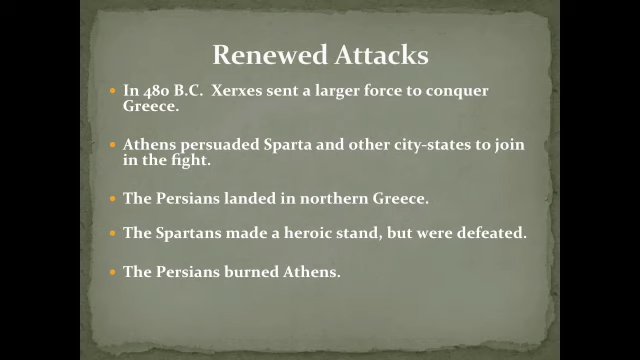 Renewed Attacks
• In 480 B.C.  Xerxes sent a larger force to conquer
Greece.
• Athens persuaded Sparta and other city-states to join
in the fight.
• The Persians landed in northern Greece.
• The Spartans made a heroic stand, but were defeated.
• The Persians burned Athens.